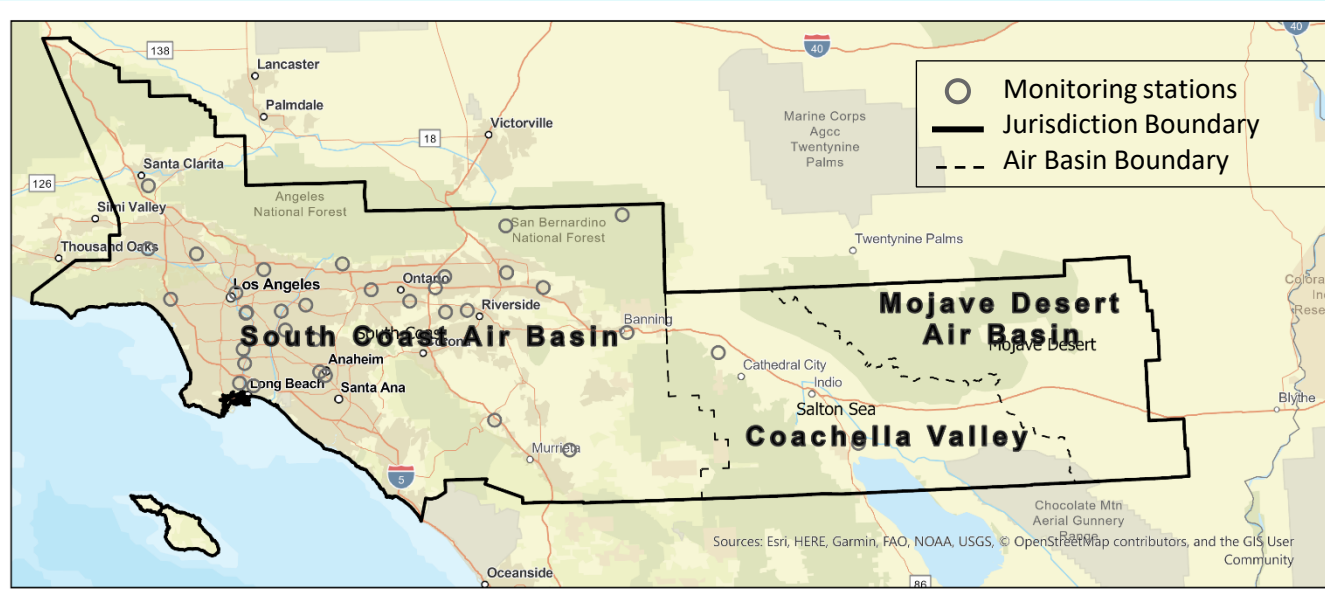 138
40
40
Lancaster
Palmdale
Victorville
18
Marine Corps
Agcc
Twentynine
Palms
Monitoring stations
Jurisdiction Boundary
Air Basin Boundary
Santa Clarita
126
Angeles
National Forest
Simi Valley
San Bernardino
National Forest
Thousand Oaks
Twentynine Palms
Ontario
Los Angeles
Riverside
Mojave Desert
Air Basin
Mojave Desert
Banning
South Coast Air Basin
South Coast
Anaheim
Cathedral City
Long Beach
Santa Ana
Indio
Blythe
Salton Sea
Coachella Valley
Murrieta
5
Chocolate Mtn
Aerial Gunnery
Range
Sources: Esri, HERE, Garmin, FAO, NOAA, USGS, © OpenStreetMap contributors, and the GIS User
Community
Oceanside
86